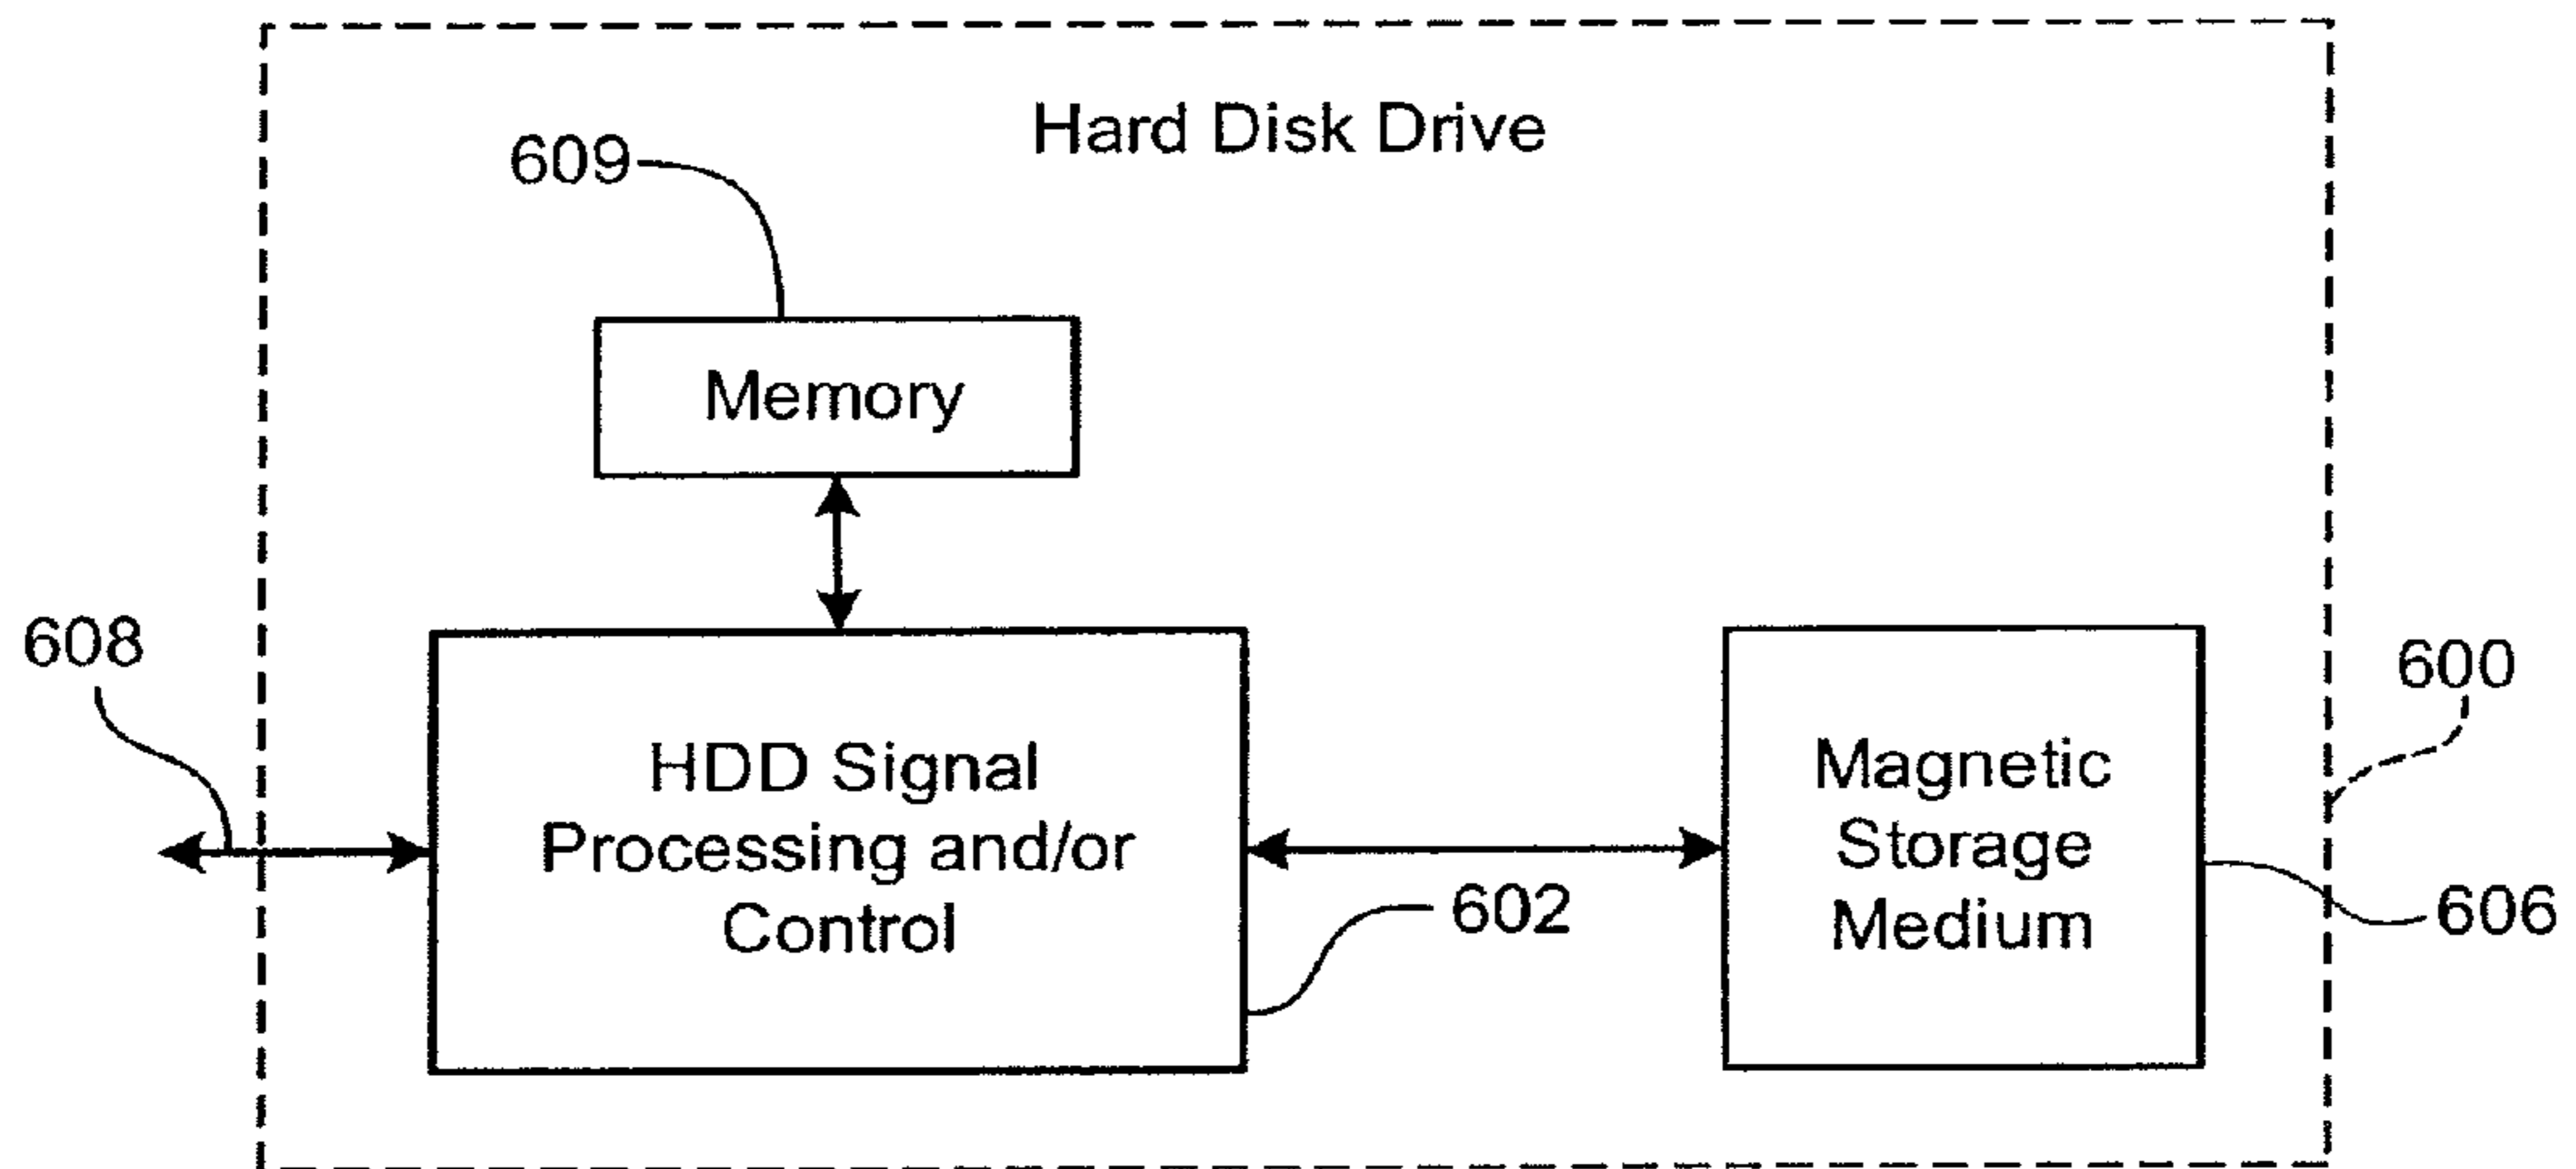 Hard Disk Drive
609
Memory
608
600
HDD Signal
Processing and/or
Control
Magnetic
Storage
Medium
602
606